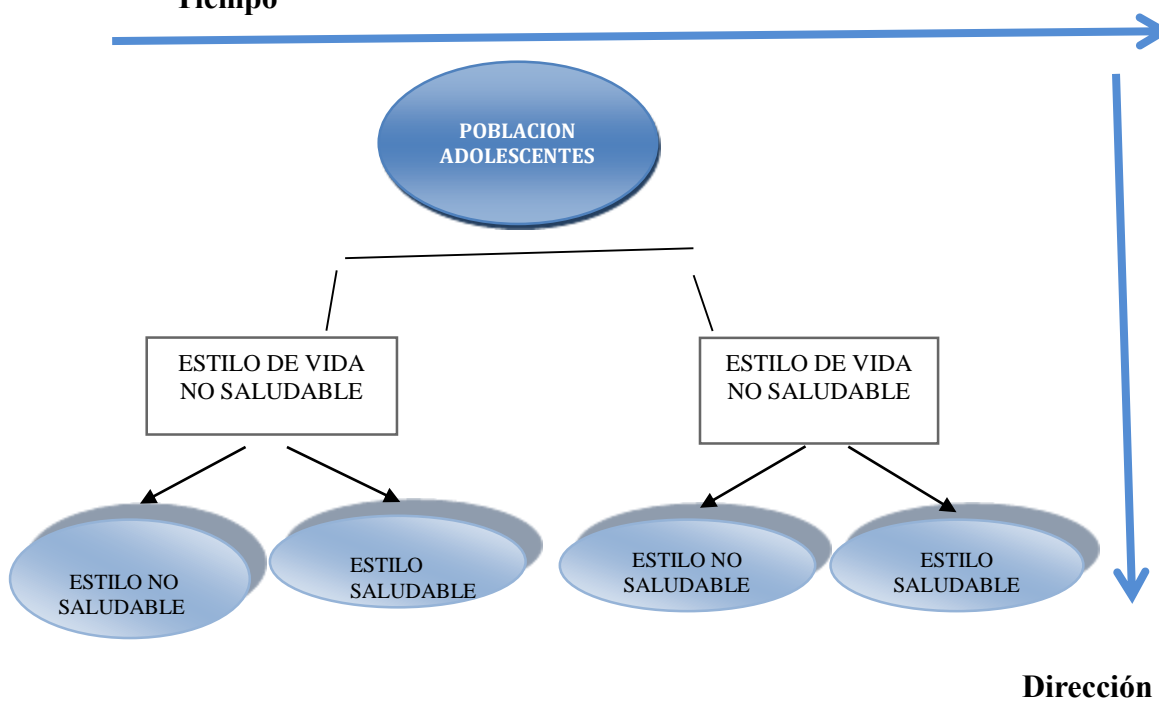 Tiempo
POBLACION
ADOLESCENTES
ESTILO DE VIDA
NO SALUDABLE
ESTILO DE VIDA
NO SALUDABLE
ESTILO NO
SALUDABLE
ESTILO
SALUDABLE
ESTILO NO
SALUDABLE
ESTILO
SALUDABLE
Dirección